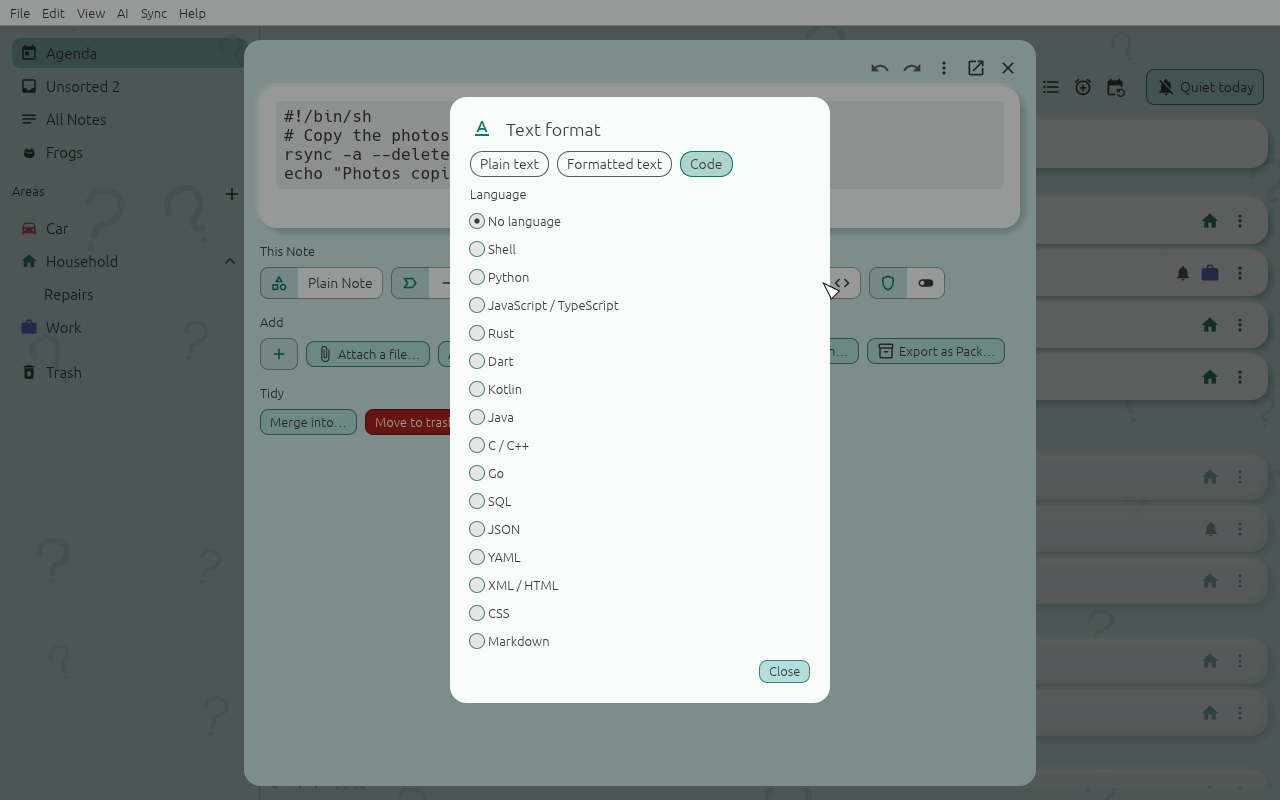 File Edit View AI Sync Help
Agenda
Unsorted 2
All Notes
Frogs
Areas
Car
Household
Repairs
Work
Trash
Quiet today
#!/bin/sh
# Copy the photos
rsync -a --delete
echo "Photos copi
This Note
Plain Note
Add
Attach a file…
n…
Export as Pack…
Tidy
Merge into…
Move to trash
Text format
Plain text
Formatted text
Code
Language
No language
Shell
Python
JavaScript / TypeScript
Rust
Dart
Kotlin
Java
C / C++
Go
SQL
JSON
YAML
XML / HTML
CSS
Markdown
Close